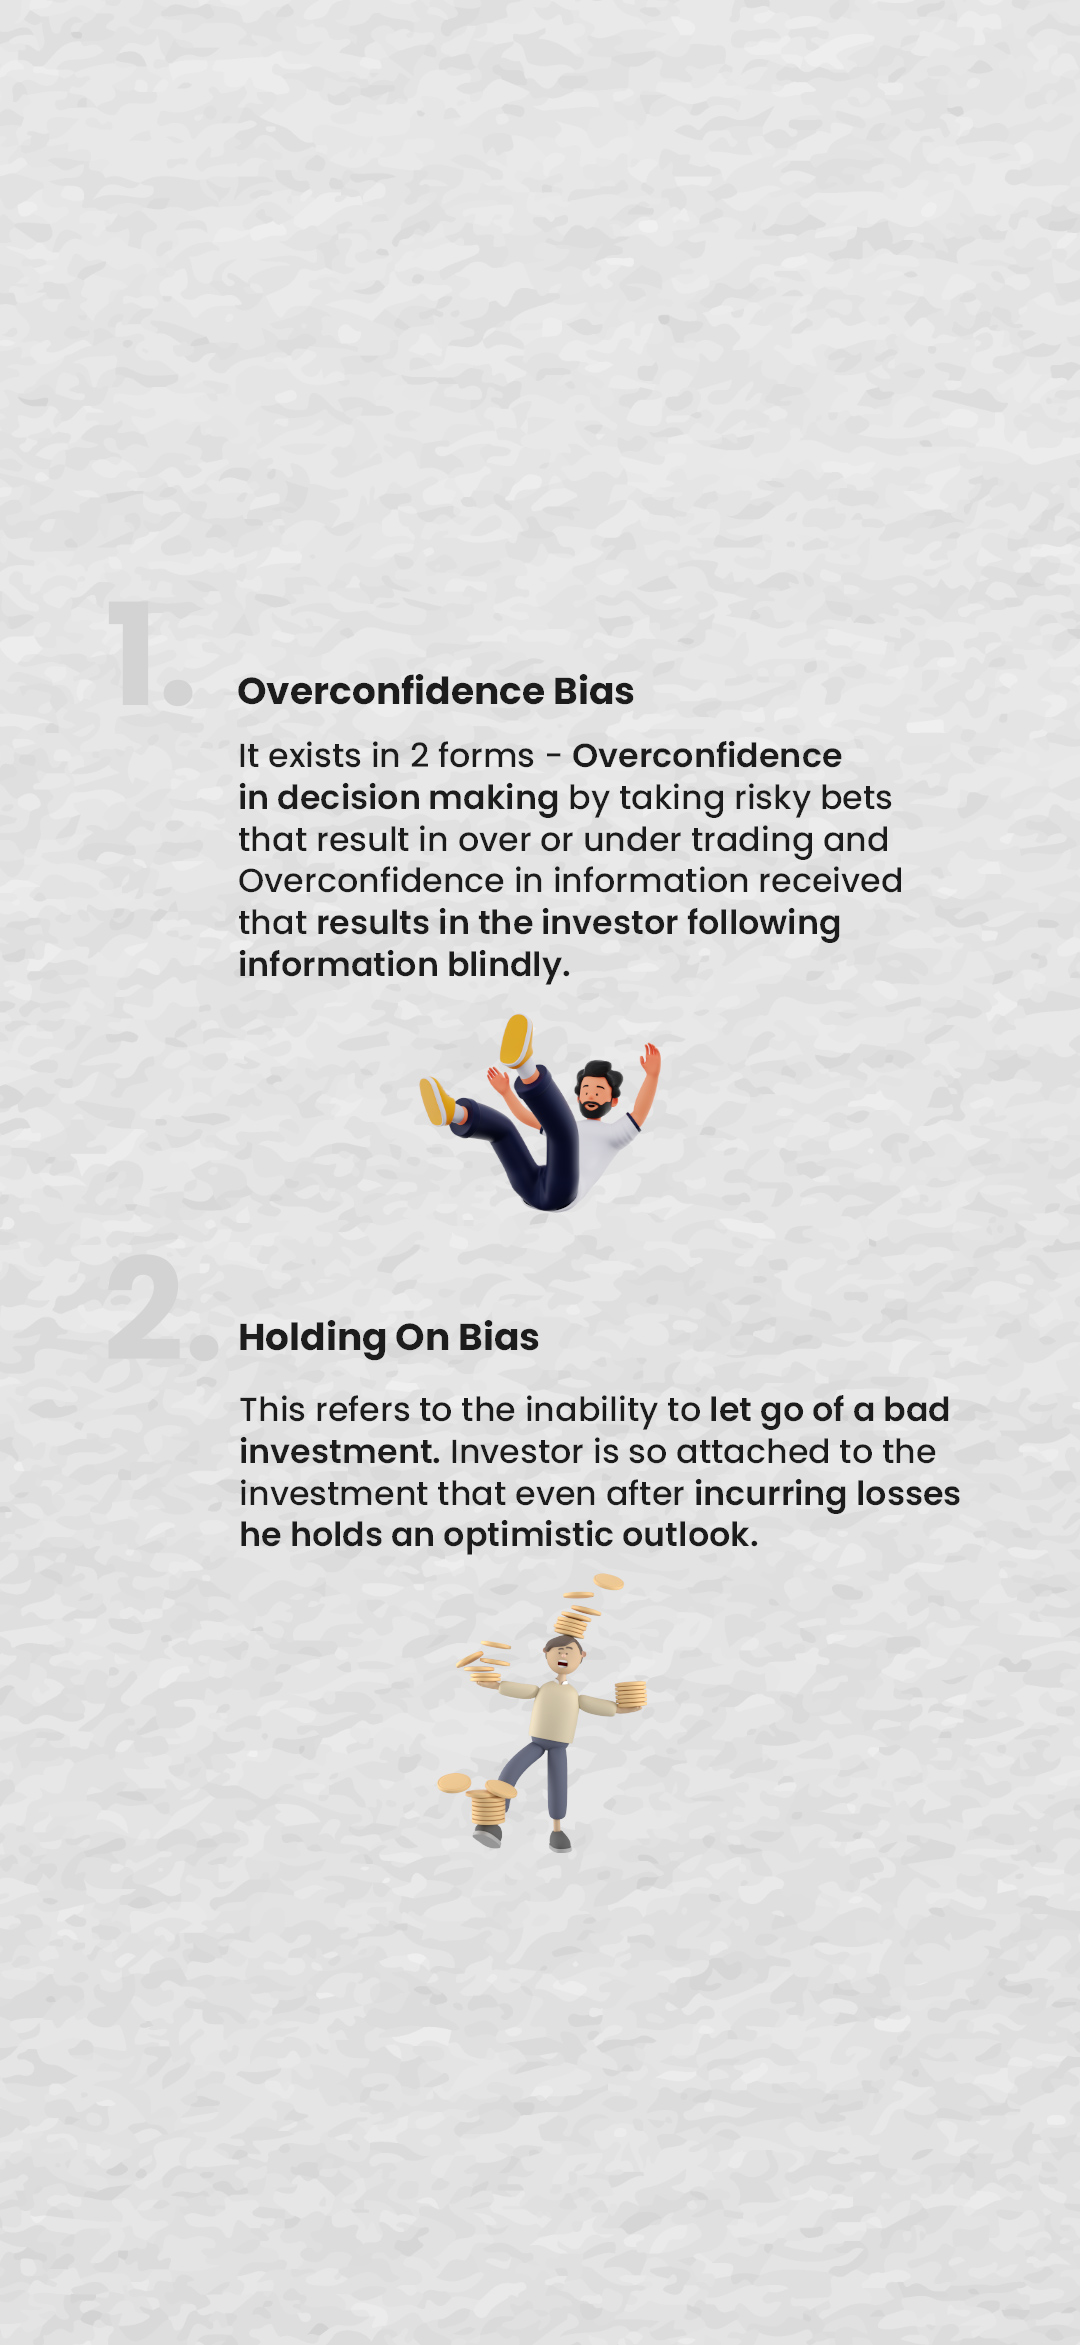 1.
Overconfidence Bias
It exists in 2 forms - Overconfidence
in decision making by taking risky bets
that result in over or under trading and
Overconfidence in information received
that results in the investor following
information blindly.
2.
Holding On Bias
This refers to the inability to let go of a bad
investment. Investor is so attached to the
investment that even after incurring losses
he holds an optimistic outlook.